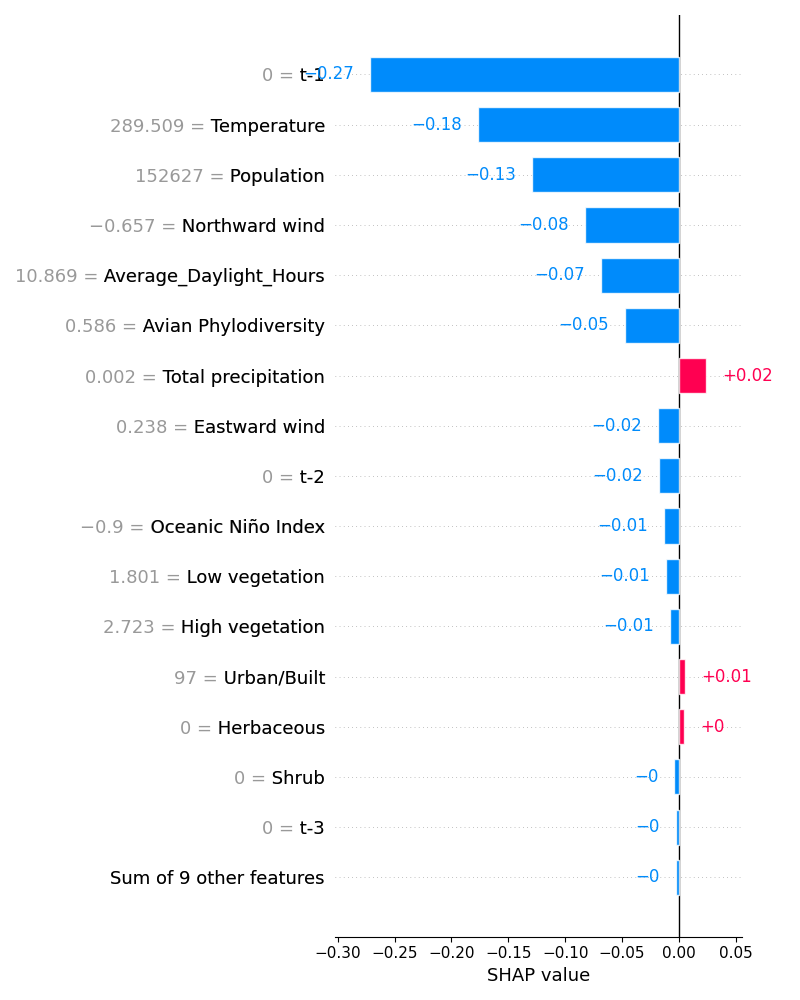 0 = t-1 −0.27
289.509 = Temperature −0.18
152627 = Population −0.13
−0.657 = Northward wind −0.08
10.869 = Average_Daylight_Hours −0.07
0.586 = Avian Phylodiversity −0.05
0.002 = Total precipitation +0.02
0.238 = Eastward wind −0.02
0 = t-2 −0.02
−0.9 = Oceanic Niño Index −0.01
1.801 = Low vegetation −0.01
2.723 = High vegetation −0.01
97 = Urban/Built +0.01
0 = Herbaceous +0
0 = Shrub −0
0 = t-3 −0
Sum of 9 other features −0
−0.30 −0.25 −0.20 −0.15 −0.10 −0.05 0.00 0.05
SHAP value